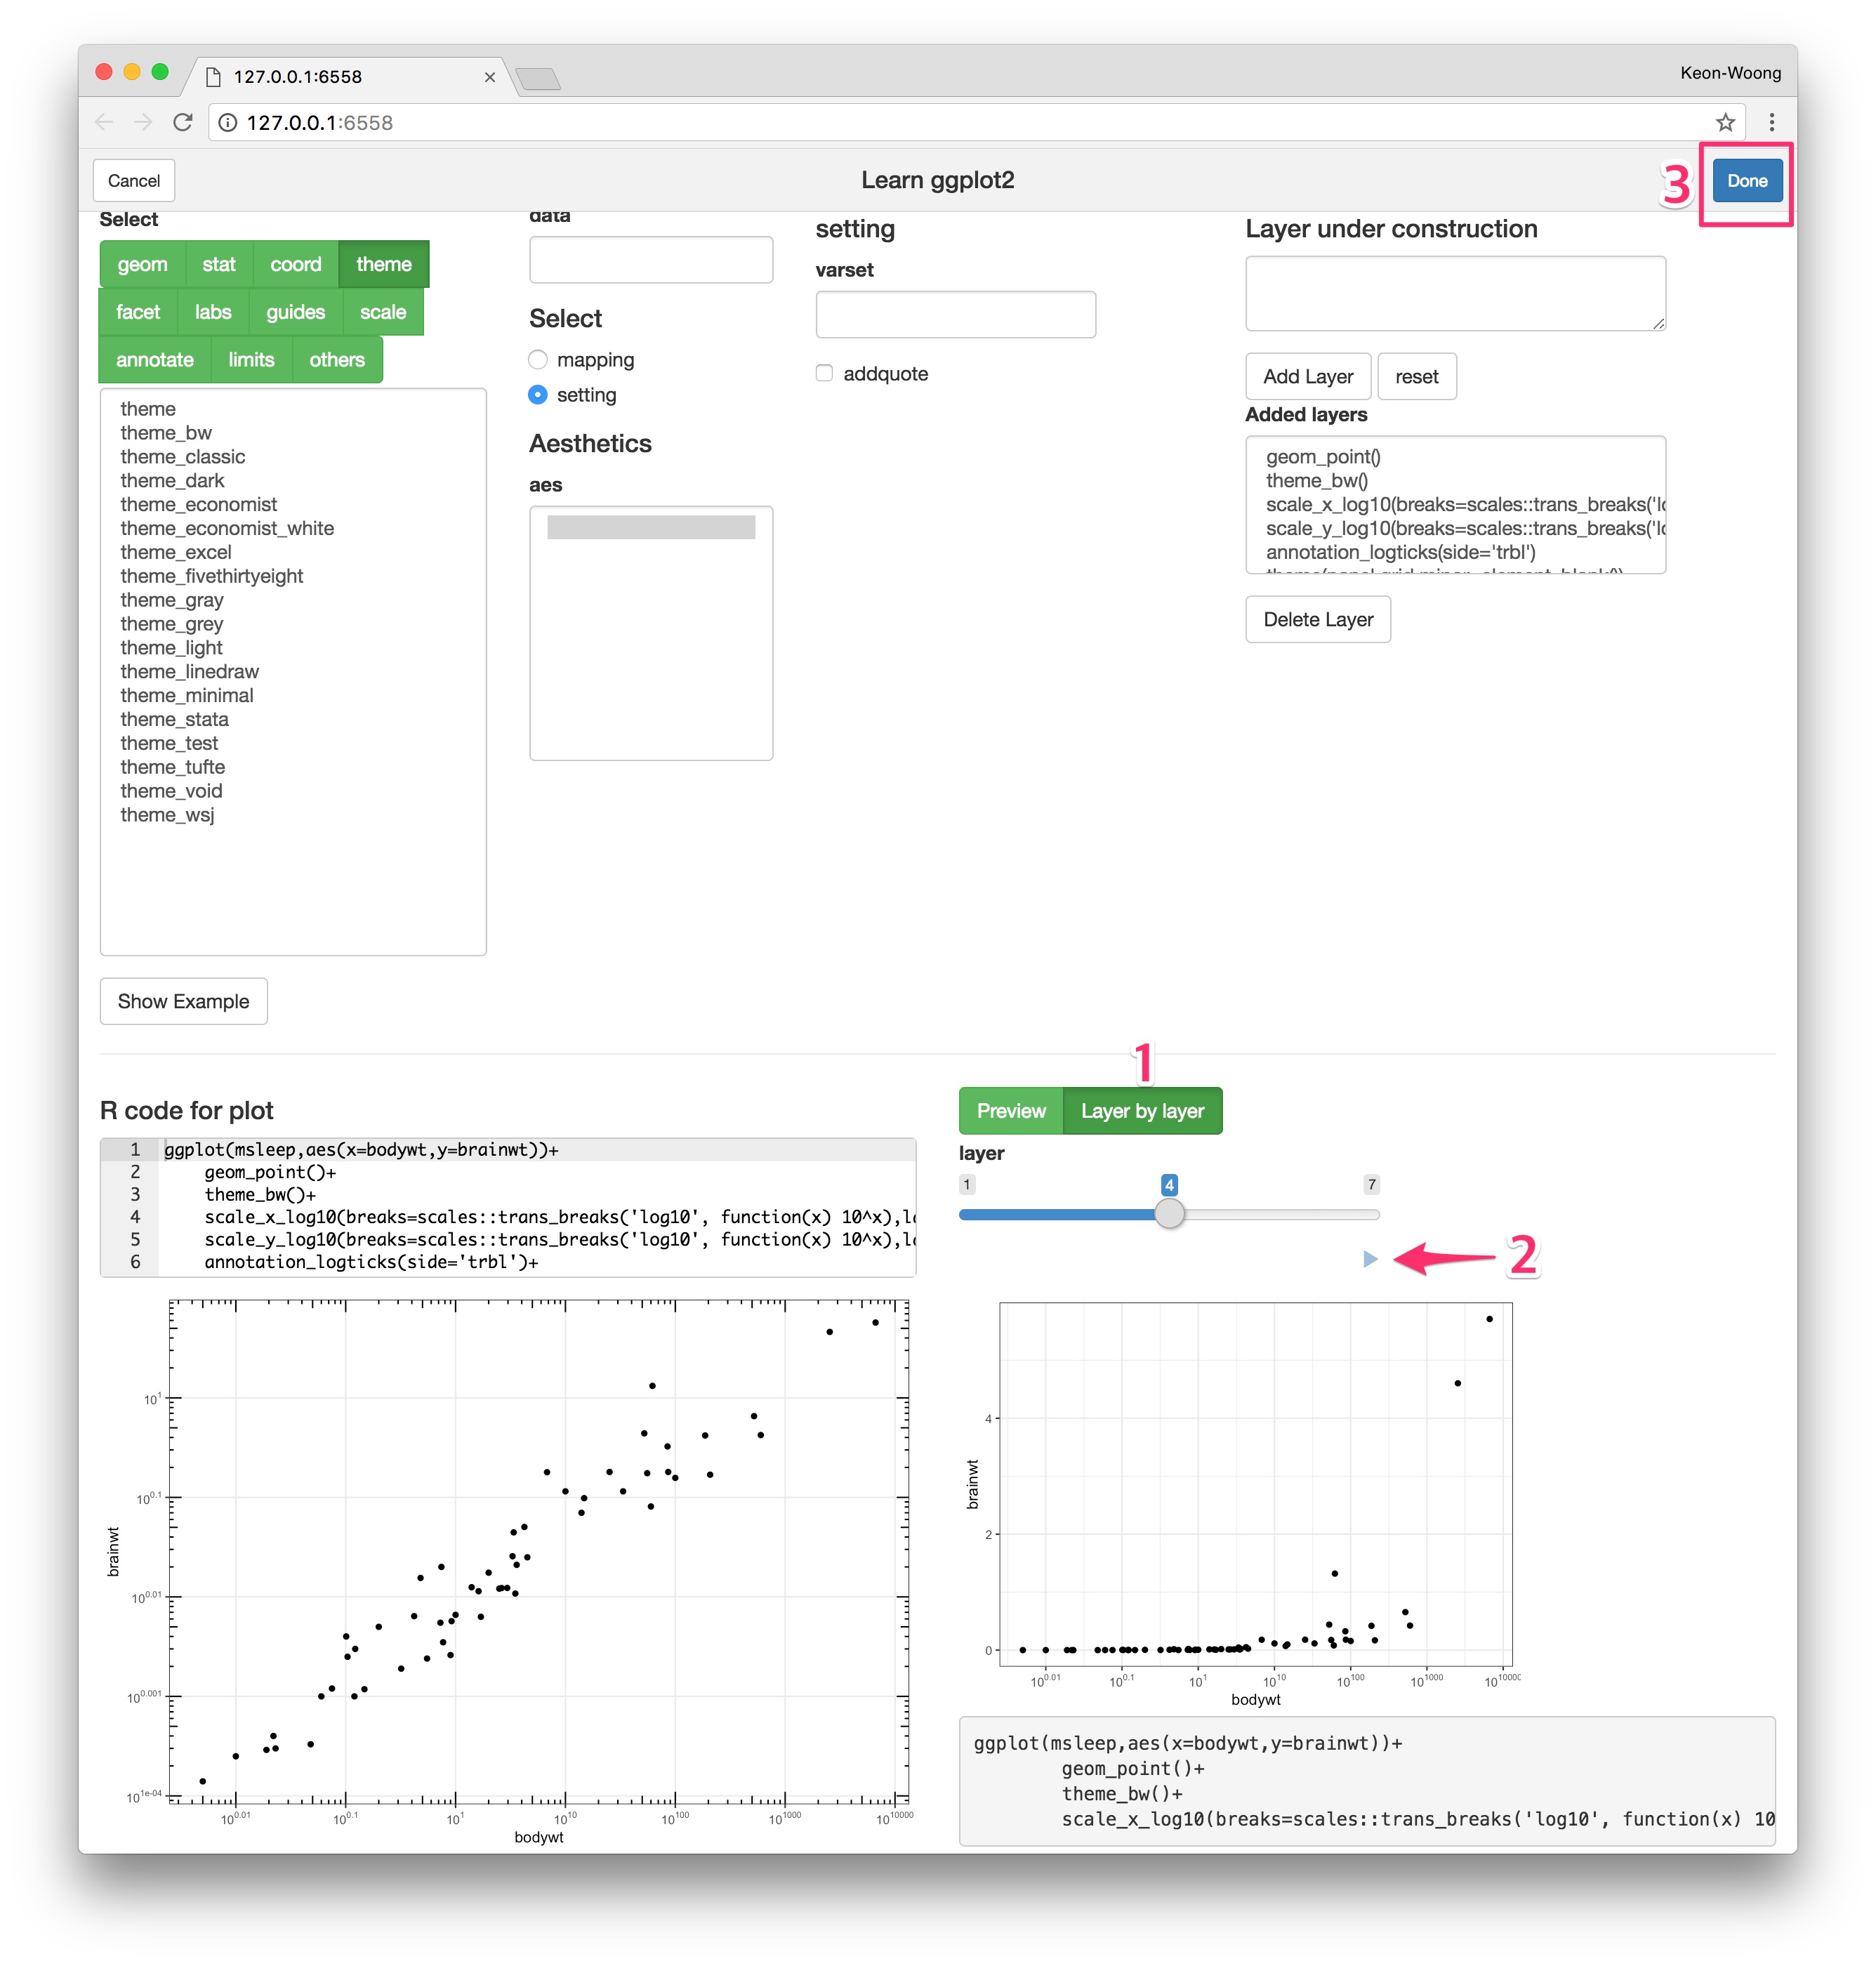 127.0.0.1:6558
Keon-Woong
127.0.0.1:6558
Cancel
Learn ggplot2
3
Done
Select
geom stat coord theme
facet labs guides scale
annotate limits others
theme
theme_bw
theme_classic
theme_dark
theme_economist
theme_economist_white
theme_excel
theme_fivethirtyeight
theme_gray
theme_grey
theme_light
theme_linedraw
theme_minimal
theme_stata
theme_test
theme_tufte
theme_void
theme_wsj
Show Example
data
Select
mapping
setting
Aesthetics
aes
setting
varset
addquote
Layer under construction
Add Layer reset
Added layers
geom_point()
theme_bw()
scale_x_log10(breaks=scales::trans_breaks('lo
scale_y_log10(breaks=scales::trans_breaks('lo
annotation_logticks(side='trbl')
theme(panel.grid.minor=element_blank())
Delete Layer
R code for plot
1 ggplot(msleep,aes(x=bodywt,y=brainwt))+
2 geom_point()+
3 theme_bw()+
4 scale_x_log10(breaks=scales::trans_breaks('log10', function(x) 10^x),la
5 scale_y_log10(breaks=scales::trans_breaks('log10', function(x) 10^x),la
6 annotation_logticks(side='trbl')+
brainwt
10^1
10^0.1
10^0.01
10^0.001
10^1e-04
10^0.01 10^0.1 10^1 10^10 10^100 10^1000 10^10000
bodywt
1
Preview Layer by layer
layer
1 4 7
2
brainwt
4
2
0
10^0.01 10^0.1 10^1 10^10 10^100 10^1000 10^10000
bodywt
ggplot(msleep,aes(x=bodywt,y=brainwt))+
geom_point()+
theme_bw()+
scale_x_log10(breaks=scales::trans_breaks('log10', function(x) 10